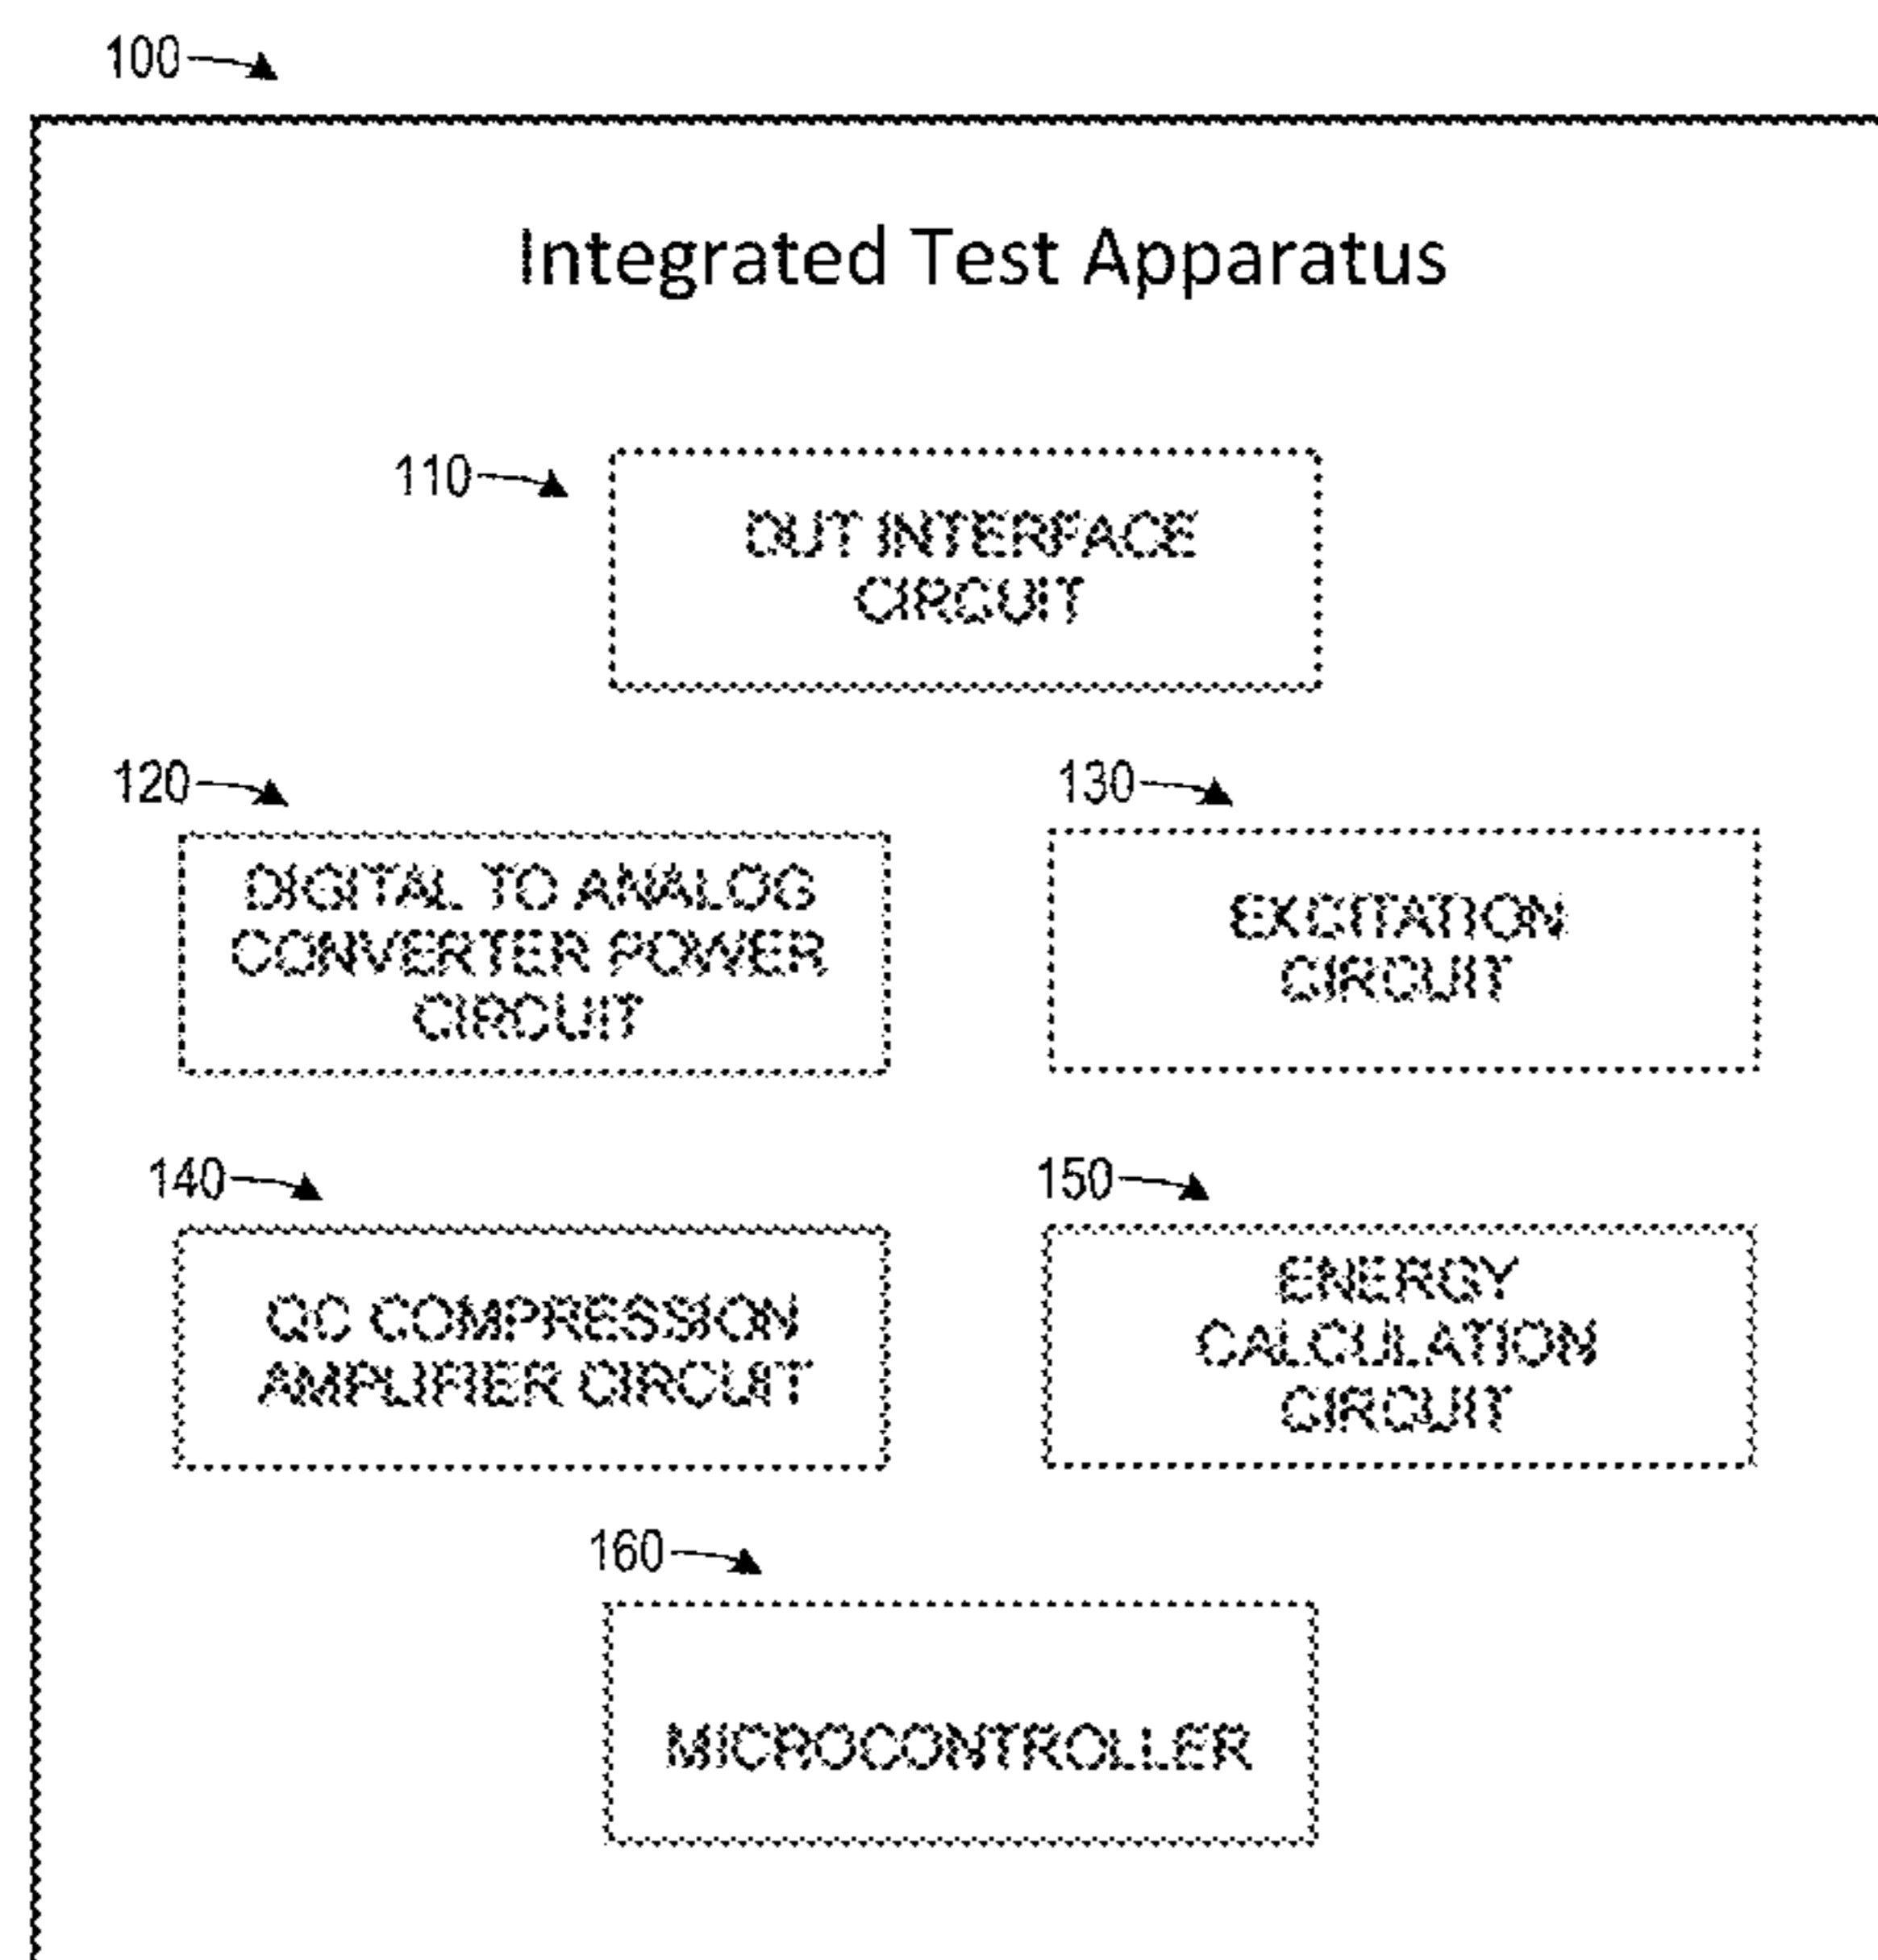 100
Integrated Test Apparatus
110
DUT INTERFACE
CIRCUIT
120
DIGITAL TO ANALOG
CONVERTER POWER
CIRCUIT
130
EXCITATION
CIRCUIT
140
QC COMPRESSION
AMPLIFIER CIRCUIT
150
ENERGY
CALCULATION
CIRCUIT
160
MICROCONTROLLER